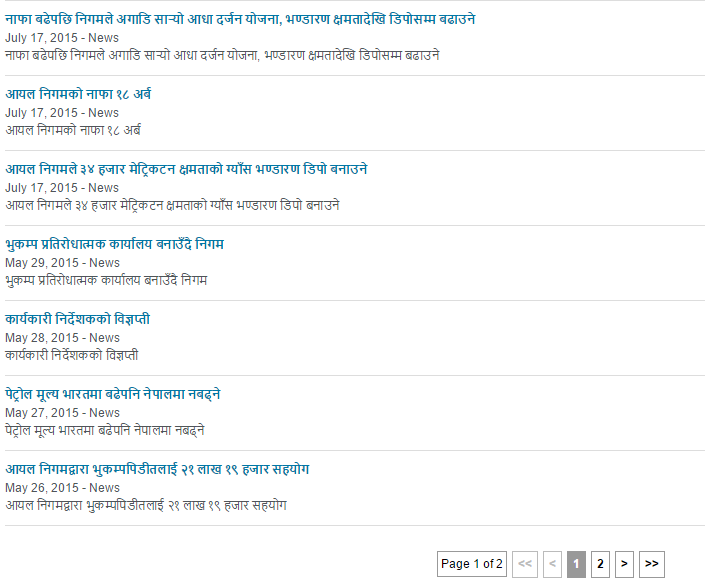 नाफा बढेपछि निगमले अगाडि सार्‍यो आधा दर्जन योजना, भण्डारण क्षमतादेखि डिपोसम्म बढाउने
July 17, 2015 - News
नाफा बढेपछि निगमले अगाडि सार्‍यो आधा दर्जन योजना, भण्डारण क्षमतादेखि डिपोसम्म बढाउने
आयल निगमको नाफा १८ अर्ब
July 17, 2015 - News
आयल निगमको नाफा १८ अर्ब
आयल निगमले ३४ हजार मेट्रिकटन क्षमताको ग्याँस भण्डारण डिपो बनाउने
July 17, 2015 - News
आयल निगमले ३४ हजार मेट्रिकटन क्षमताको ग्याँस भण्डारण डिपो बनाउने
भुकम्प प्रतिरोधात्मक कार्यालय बनाउँदै निगम
May 29, 2015 - News
भुकम्प प्रतिरोधात्मक कार्यालय बनाउँदै निगम
कार्यकारी निर्देशकको विज्ञप्ती
May 28, 2015 - News
कार्यकारी निर्देशकको विज्ञप्ती
पेट्रोल मूल्य भारतमा बढेपनि नेपालमा नबढ्ने
May 27, 2015 - News
पेट्रोल मूल्य भारतमा बढेपनि नेपालमा नबढ्ने
आयल निगमद्वारा भुकम्पपिडीतलाई २१ लाख १९ हजार सहयोग
May 26, 2015 - News
आयल निगमद्वारा भुकम्पपिडीतलाई २१ लाख १९ हजार सहयोग
Page 1 of 2 << < 1 2 > >>